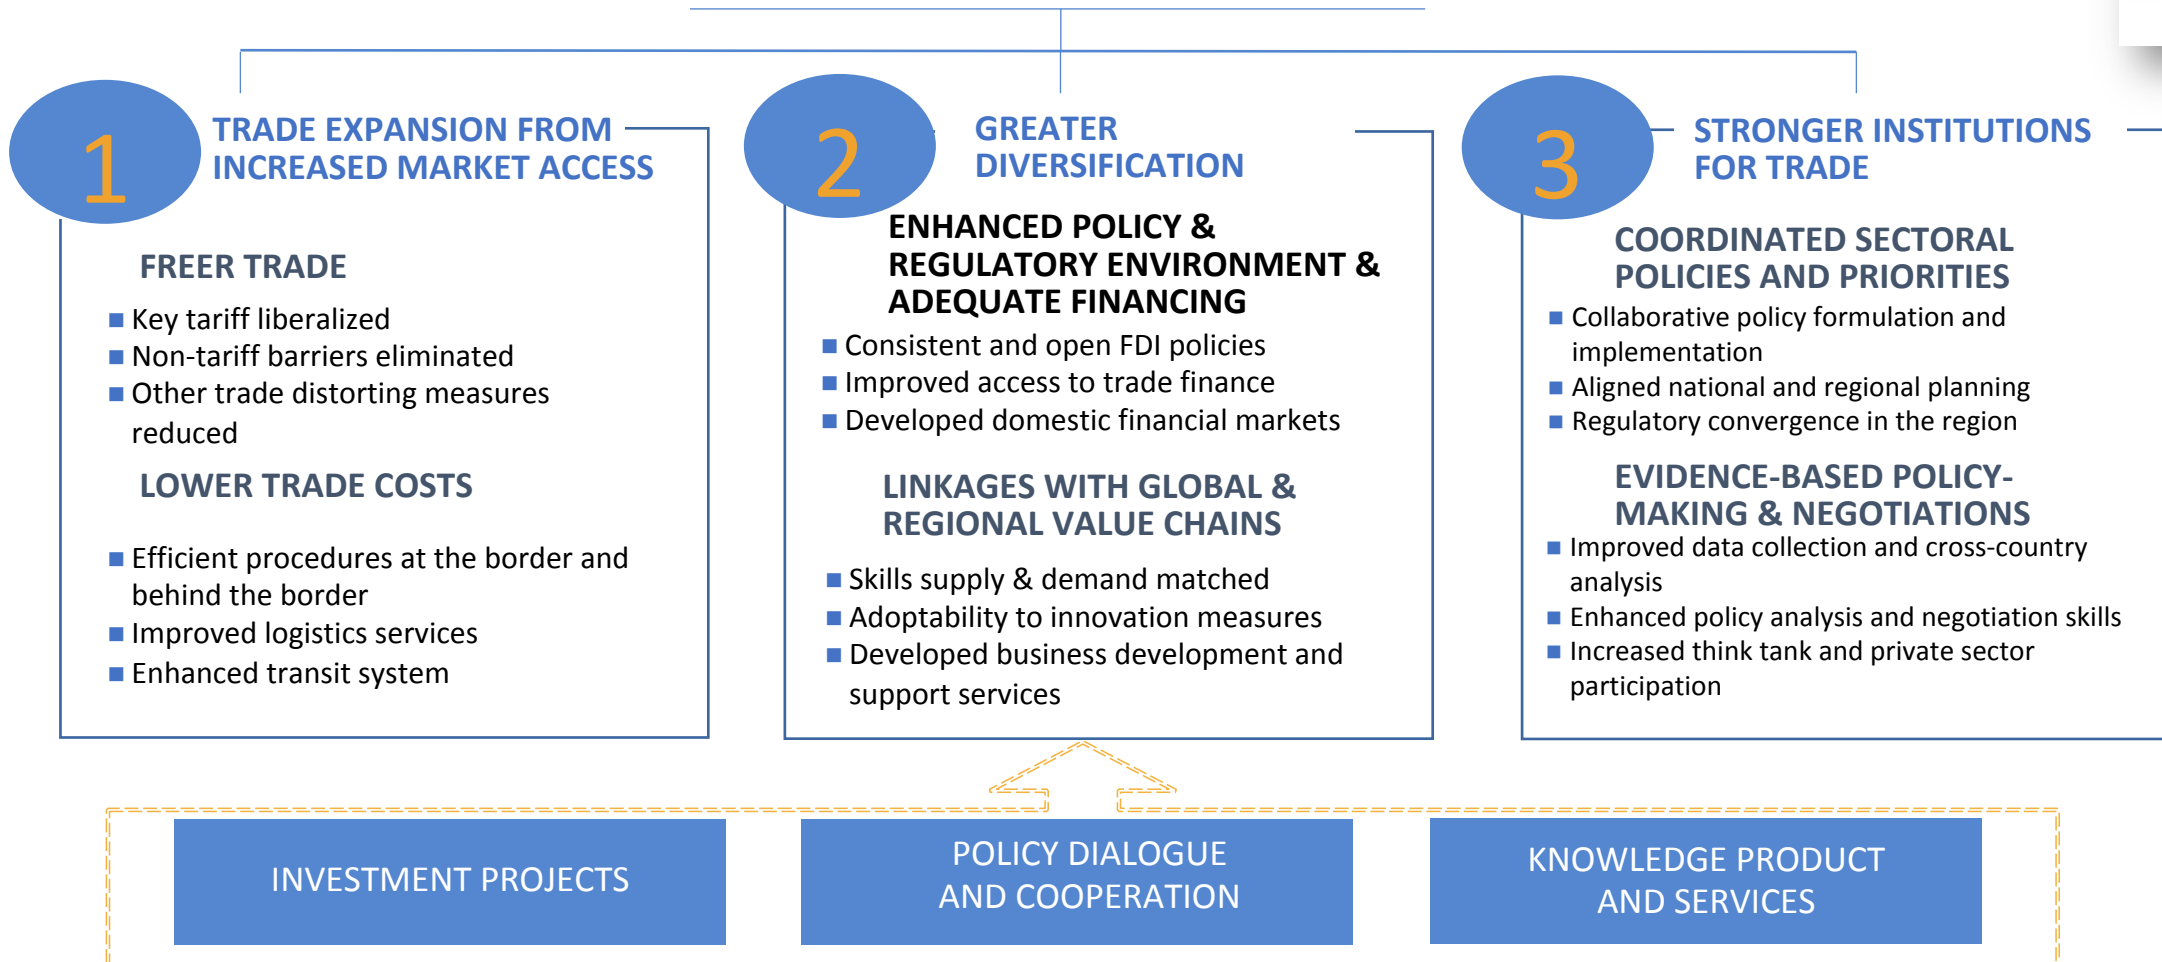 1
TRADE EXPANSION FROM
INCREASED MARKET ACCESS
FREER TRADE
Key tariff liberalized
Non-tariff barriers eliminated
Other trade distorting measures
reduced
LOWER TRADE COSTS
Efficient procedures at the border and
behind the border
Improved logistics services
Enhanced transit system
2
GREATER
DIVERSIFICATION
ENHANCED POLICY &
REGULATORY ENVIRONMENT &
ADEQUATE FINANCING
Consistent and open FDI policies
Improved access to trade finance
Developed domestic financial markets
LINKAGES WITH GLOBAL &
REGIONAL VALUE CHAINS
Skills supply & demand matched
Adoptability to innovation measures
Developed business development and
support services
3
STRONGER INSTITUTIONS
FOR TRADE
COORDINATED SECTORAL
POLICIES AND PRIORITIES
Collaborative policy formulation and
implementation
Aligned national and regional planning
Regulatory convergence in the region
EVIDENCE-BASED POLICY-
MAKING & NEGOTIATIONS
Improved data collection and cross-country
analysis
Enhanced policy analysis and negotiation skills
Increased think tank and private sector
participation
INVESTMENT PROJECTS
POLICY DIALOGUE
AND COOPERATION
KNOWLEDGE PRODUCT
AND SERVICES